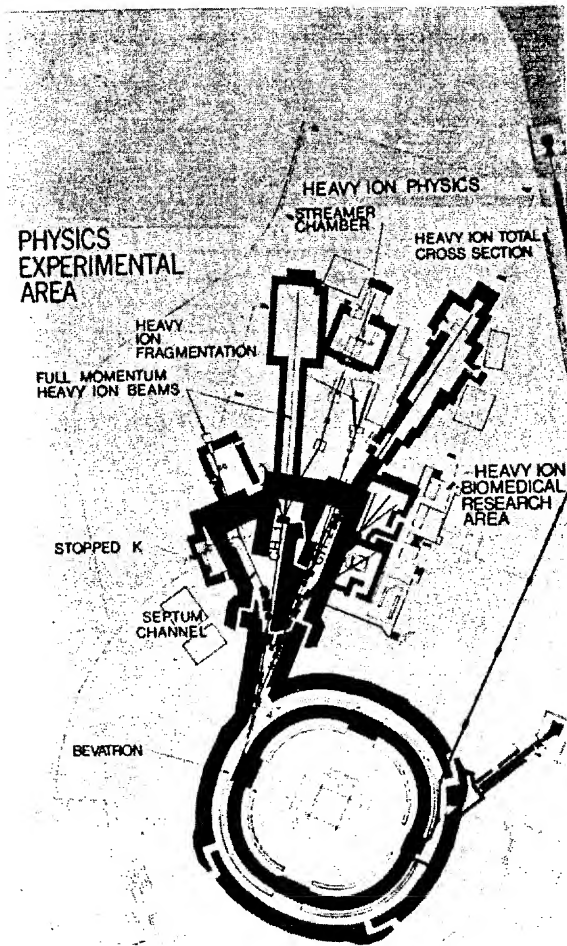 HEAVY ION PHYSICS
STREAMER
CHAMBER
PHYSICS
EXPERIMENTAL
AREA
HEAVY ION TOTAL
CROSS SECTION
HEAVY
ION
FRAGMENTATION
FULL MOMENTUM
HEAVY ION BEAMS
HEAVY ION
BIOMEDICAL
RESEARCH
AREA
STOPPED K
SEPTUM
CHANNEL
BEVATRON